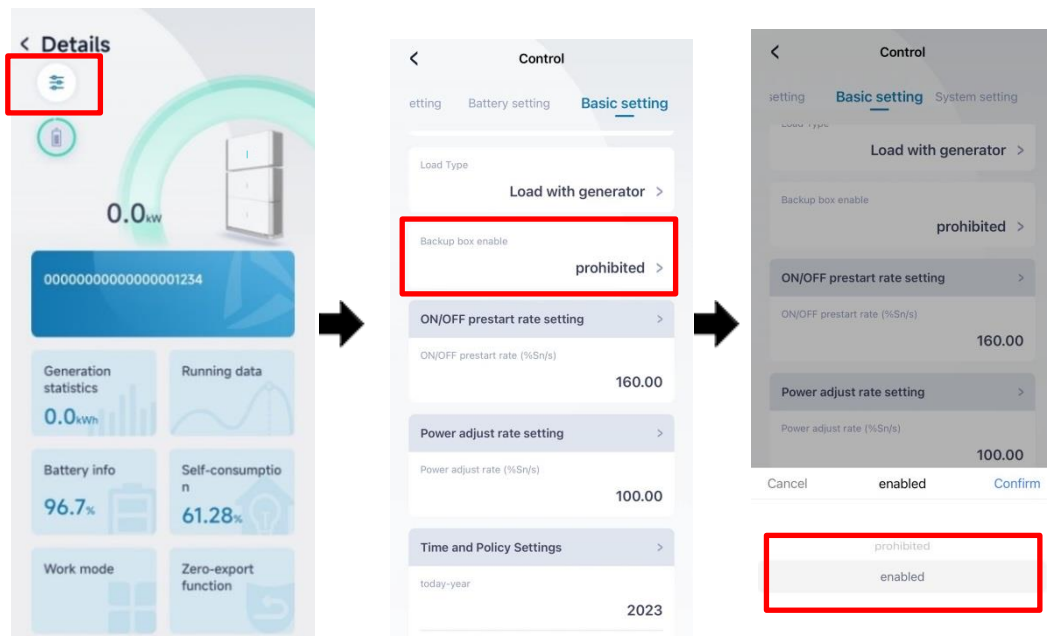 < Details
0.0kW
00000000000000001234
Generation
statistics
0.0kWh
Running data
Battery info
96.7%
Self-consumptio
n
61.28%
Work mode
Zero-export
function
<
Control
etting
Battery setting
Basic setting
Load Type
Load with generator >
Backup box enable
prohibited >
ON/OFF prestart rate setting >
ON/OFF prestart rate (%Sn/s)
160.00
Power adjust rate setting >
Power adjust rate (%Sn/s)
100.00
Time and Policy Settings >
today-year
2023
<
Control
setting
Basic setting
System setting
Load Type
Load with generator >
Backup box enable
prohibited >
ON/OFF prestart rate setting >
ON/OFF prestart rate (%Sn/s)
160.00
Power adjust rate setting >
Power adjust rate (%Sn/s)
100.00
Cancel
enabled
Confirm
prohibited
enabled